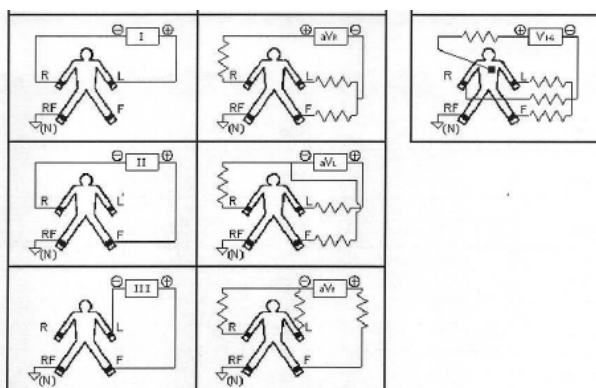 ⊖ I ⊕
R L
RF F
(N)
⊖ aVR ⊕
R L
RF F
(N)
⊕ V1-6 ⊖
R L
RF F
(N)
⊖ II ⊕
R L'
RF F
(N)
⊖ aVL ⊕
R L
RF F
(N)
⊖ III ⊕
R L
RF F
(N)
⊖ aVF ⊕
R L
RF F
(N)